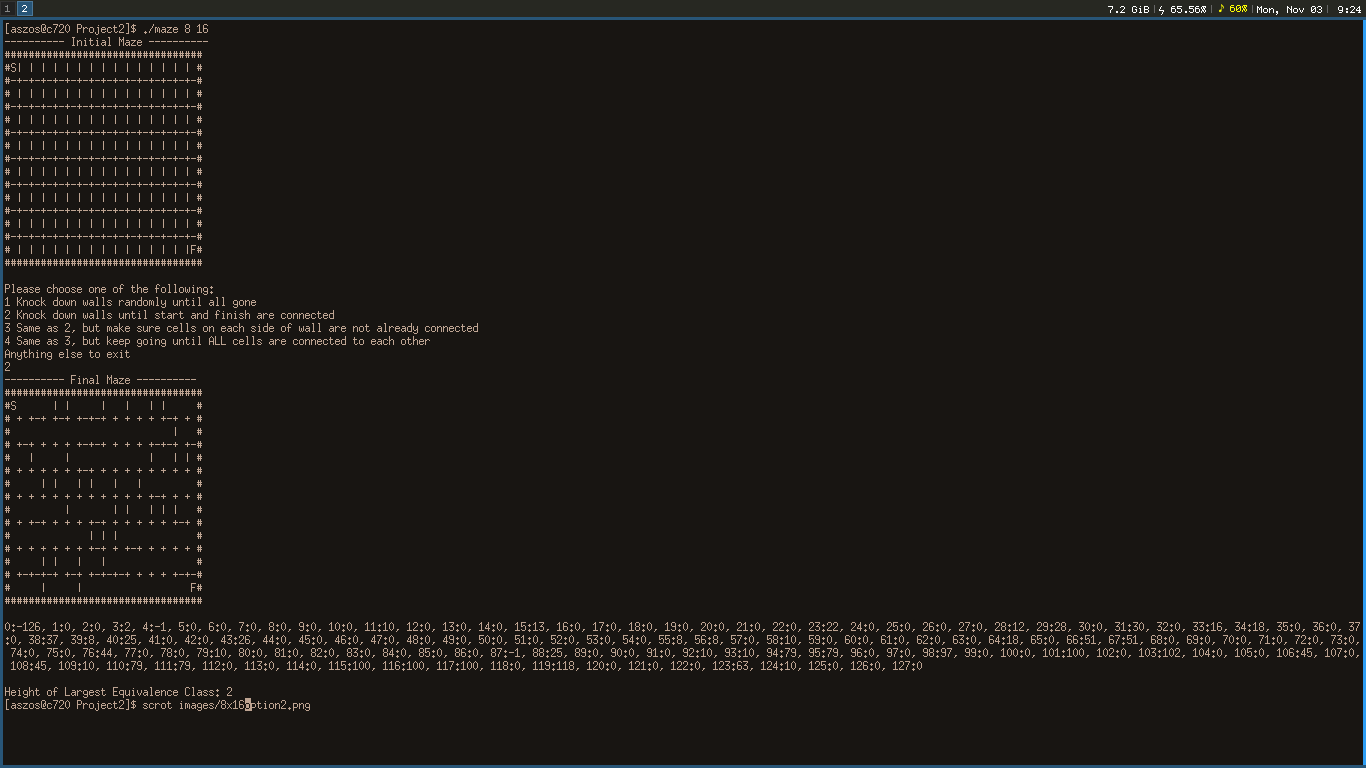 1 2 7.2 GiB| ϟ 65.56%| ♪ 60%|Mon, Nov 03| 9:24
[aszos@c720 Project2]$ ./maze 8 16
---------- Initial Maze ----------
#################################
#S| | | | | | | | | | | | | | | #
#-+-+-+-+-+-+-+-+-+-+-+-+-+-+-+-#
# | | | | | | | | | | | | | | | #
#-+-+-+-+-+-+-+-+-+-+-+-+-+-+-+-#
# | | | | | | | | | | | | | | | #
#-+-+-+-+-+-+-+-+-+-+-+-+-+-+-+-#
# | | | | | | | | | | | | | | | #
#-+-+-+-+-+-+-+-+-+-+-+-+-+-+-+-#
# | | | | | | | | | | | | | | | #
#-+-+-+-+-+-+-+-+-+-+-+-+-+-+-+-#
# | | | | | | | | | | | | | | | #
#-+-+-+-+-+-+-+-+-+-+-+-+-+-+-+-#
# | | | | | | | | | | | | | | | #
#-+-+-+-+-+-+-+-+-+-+-+-+-+-+-+-#
# | | | | | | | | | | | | | | |F#
#################################
Please choose one of the following:
1 Knock down walls randomly until all gone
2 Knock down walls until start and finish are connected
3 Same as 2, but make sure cells on each side of wall are not already connected
4 Same as 3, but keep going until ALL cells are connected to each other
Anything else to exit
2
---------- Final Maze ----------
#################################
#S      | |     |   |   | |     #
# + +-+ +-+ +-+-+ + + + + +-+ + #
#                           |   #
# +-+ + + + +-+-+ + + + +-+-+ +-#
#   |     |             |   | | #
# + + + + + +-+ + + + + + + + + #
#     | |   | |   |   |         #
# + + + + + + + + + + + +-+ + + #
#         |       | |   | | |   #
# + +-+ + + + +-+ + + + + + +-+ #
#             | | |             #
# + + + + + + +-+ + +-+ + + + + #
#     | |   |   |               #
# +-+-+-+ +-+ +-+-+-+ + + + +-+-#
#     |     |                  F#
#################################
0:-126, 1:0, 2:0, 3:2, 4:-1, 5:0, 6:0, 7:0, 8:0, 9:0, 10:0, 11:10, 12:0, 13:0, 14:0, 15:13, 16:0, 17:0, 18:0, 19:0, 20:0, 21:0, 22:0, 23:22, 24:0, 25:0, 26:0, 27:0, 28:12, 29:28, 30:0, 31:30, 32:0, 33:16, 34:18, 35:0, 36:0, 37
:0, 38:37, 39:8, 40:25, 41:0, 42:0, 43:26, 44:0, 45:0, 46:0, 47:0, 48:0, 49:0, 50:0, 51:0, 52:0, 53:0, 54:0, 55:8, 56:8, 57:0, 58:10, 59:0, 60:0, 61:0, 62:0, 63:0, 64:18, 65:0, 66:51, 67:51, 68:0, 69:0, 70:0, 71:0, 72:0, 73:0,
74:0, 75:0, 76:44, 77:0, 78:0, 79:10, 80:0, 81:0, 82:0, 83:0, 84:0, 85:0, 86:0, 87:-1, 88:25, 89:0, 90:0, 91:0, 92:10, 93:10, 94:79, 95:79, 96:0, 97:0, 98:97, 99:0, 100:0, 101:100, 102:0, 103:102, 104:0, 105:0, 106:45, 107:0,
108:45, 109:10, 110:79, 111:79, 112:0, 113:0, 114:0, 115:100, 116:100, 117:100, 118:0, 119:118, 120:0, 121:0, 122:0, 123:63, 124:10, 125:0, 126:0, 127:0
Height of Largest Equivalence Class: 2
[aszos@c720 Project2]$ scrot images/8x16option2.png